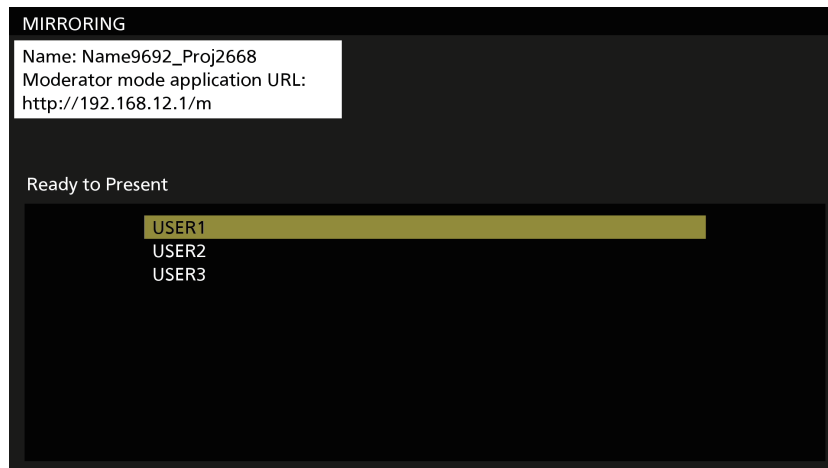 MIRRORING
Name: Name9692_Proj2668
Moderator mode application URL:
http://192.168.12.1/m
Ready to Present
USER1
USER2
USER3